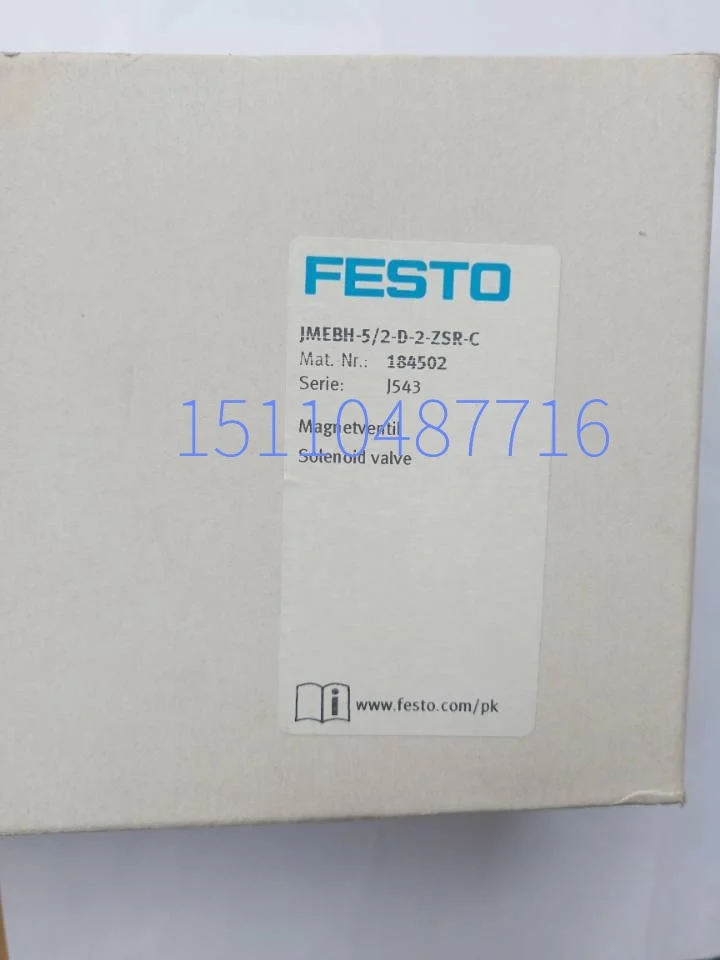 FESTO
JMEBH-5/2-D-2-ZSR-C
Mat.-Nr.: 184502
Serie: J543
15110487716
Magnetventil
Solenoid valve
i www.festo.com/pk